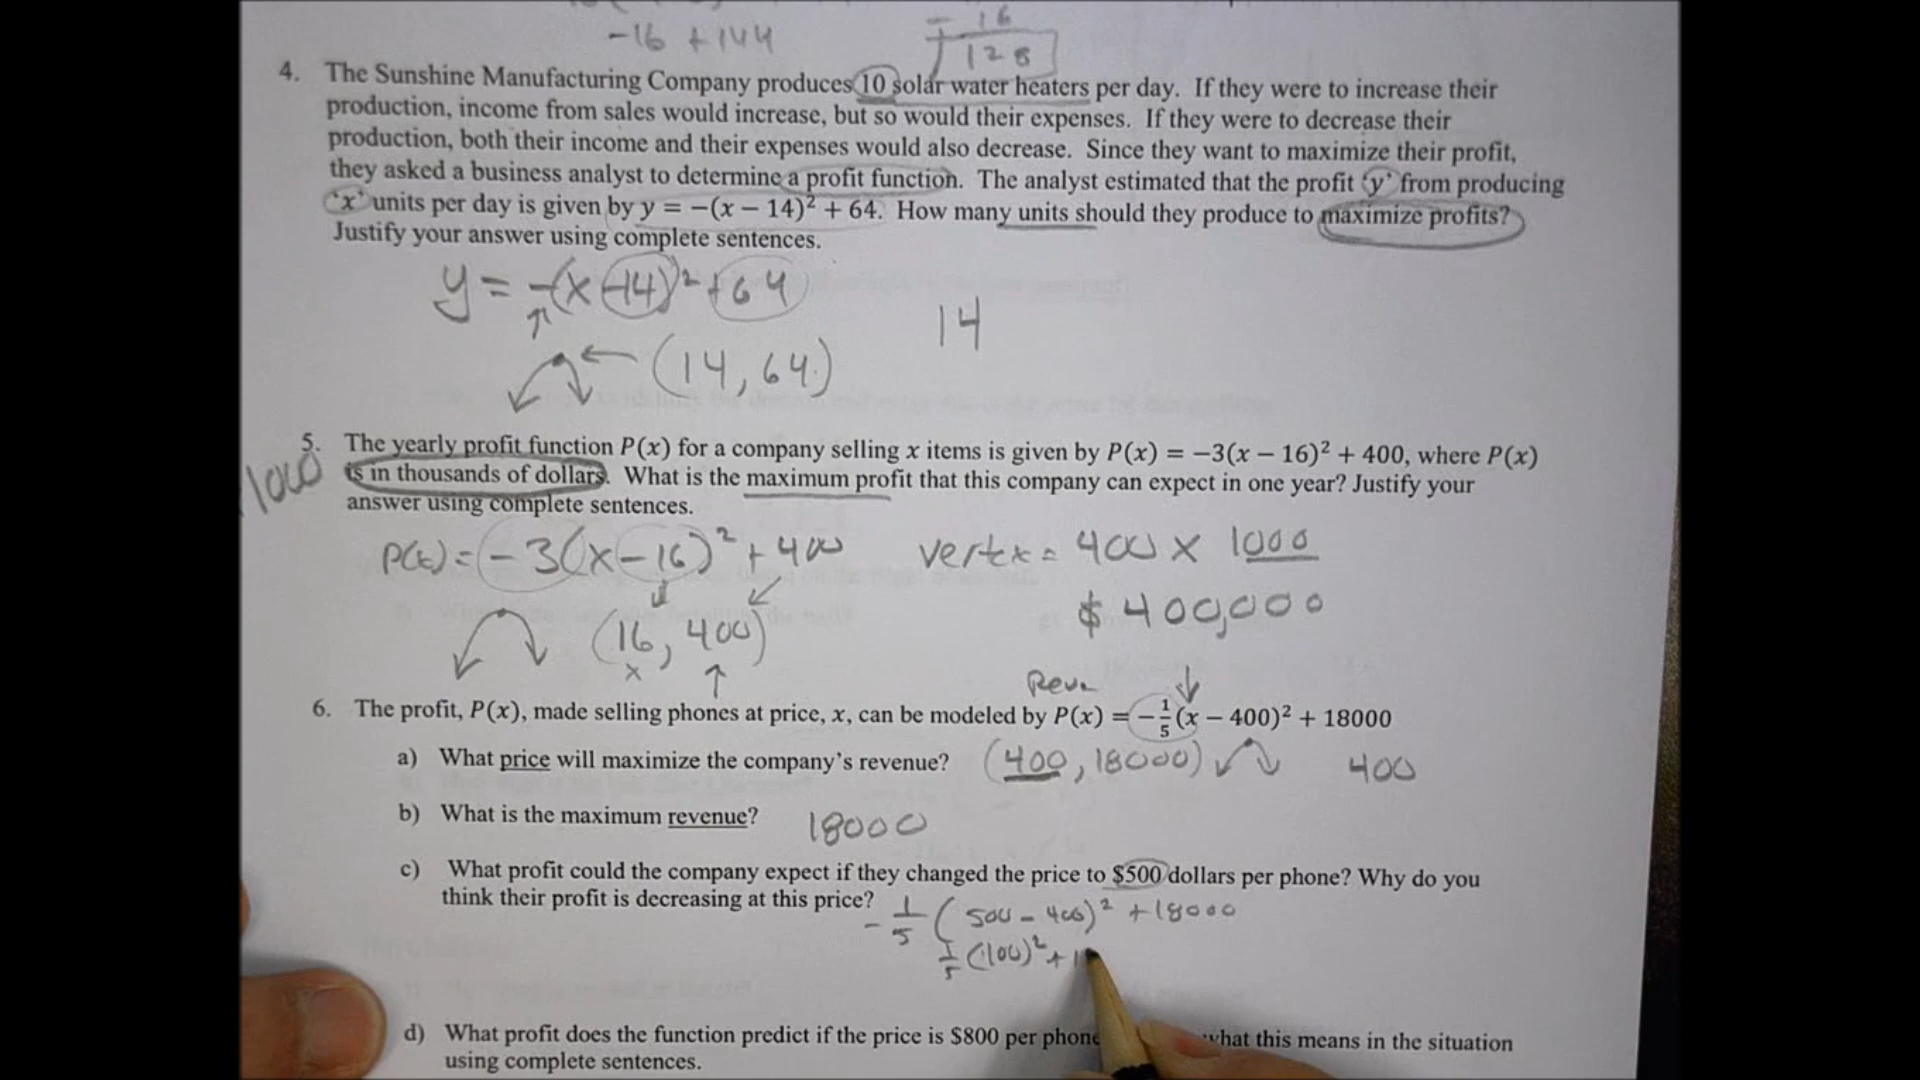 -16 + 144
- 16
128
4. The Sunshine Manufacturing Company produces 10 solar water heaters per day. If they were to increase their
production, income from sales would increase, but so would their expenses. If they were to decrease their
production, both their income and their expenses would also decrease. Since they want to maximize their profit,
they asked a business analyst to determine a profit function. The analyst estimated that the profit 'y' from producing
'x' units per day is given by y = −(x − 14)² + 64. How many units should they produce to maximize profits?
Justify your answer using complete sentences.
y = -(x-14)² + 64
14
(14, 64)
5. The yearly profit function P(x) for a company selling x items is given by P(x) = −3(x − 16)² + 400, where P(x)
1000
is in thousands of dollars. What is the maximum profit that this company can expect in one year? Justify your
answer using complete sentences.
P(x) = -3(x-16)² + 400 vertex = 400 x 1000
$ 400,000
(16, 400)
x
6. The profit, P(x), made selling phones at price, x, can be modeled by P(x) = −1/5(x − 400)² + 18000
a) What price will maximize the company's revenue? (400, 18000) 400
b) What is the maximum revenue? 18000
c) What profit could the company expect if they changed the price to $500 dollars per phone? Why do you
think their profit is decreasing at this price?
- 1/5 (500 - 400)² + 18000
1/5 (100)² + 1
d) What profit does the function predict if the price is $800 per phone what this means in the situation
using complete sentences.